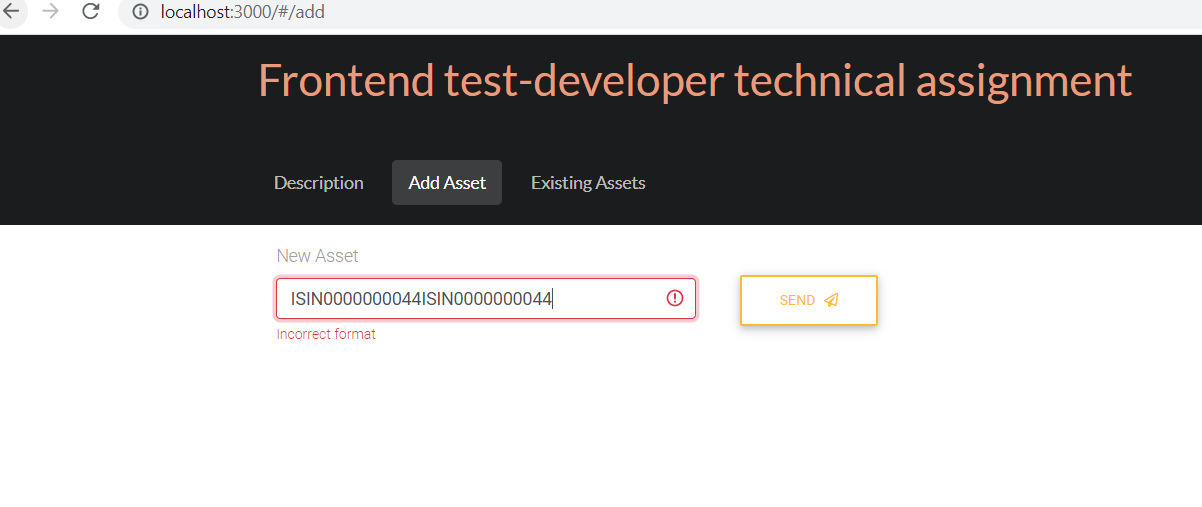 localhost:3000/#/add
Frontend test-developer technical assignment
Description Add Asset Existing Assets
New Asset
ISIN0000000044ISIN0000000044 SEND
Incorrect format